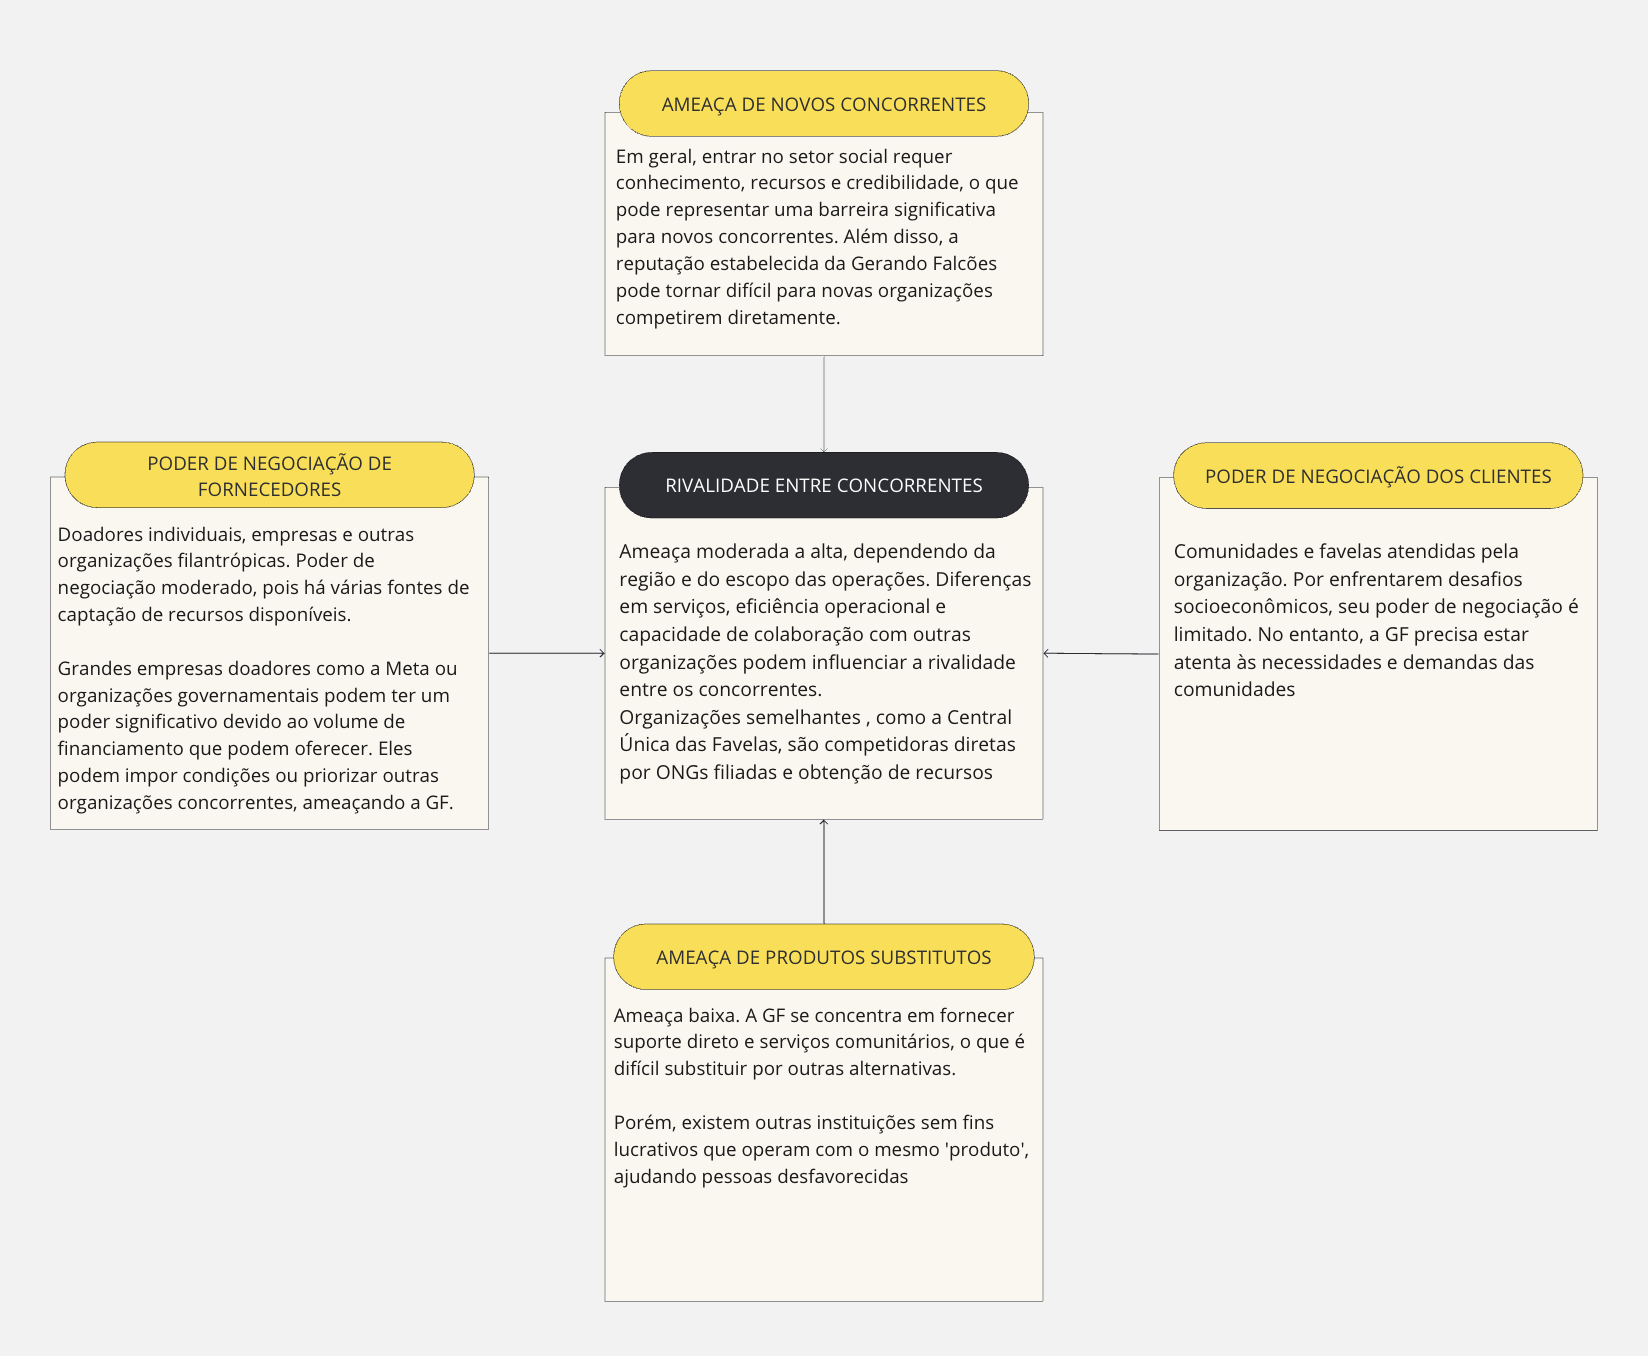 AMEAÇA DE NOVOS CONCORRENTES
Em geral, entrar no setor social requer
conhecimento, recursos e credibilidade, o que
pode representar uma barreira significativa
para novos concorrentes. Além disso, a
reputação estabelecida da Gerando Falcões
pode tornar difícil para novas organizações
competirem diretamente.
PODER DE NEGOCIAÇÃO DE
FORNECEDORES
Doadores individuais, empresas e outras
organizações filantrópicas. Poder de
negociação moderado, pois há várias fontes de
captação de recursos disponíveis.
Grandes empresas doadores como a Meta ou
organizações governamentais podem ter um
poder significativo devido ao volume de
financiamento que podem oferecer. Eles
podem impor condições ou priorizar outras
organizações concorrentes, ameaçando a GF.
RIVALIDADE ENTRE CONCORRENTES
Ameaça moderada a alta, dependendo da
região e do escopo das operações. Diferenças
em serviços, eficiência operacional e
capacidade de colaboração com outras
organizações podem influenciar a rivalidade
entre os concorrentes.
Organizações semelhantes , como a Central
Única das Favelas, são competidoras diretas
por ONGs filiadas e obtenção de recursos
PODER DE NEGOCIAÇÃO DOS CLIENTES
Comunidades e favelas atendidas pela
organização. Por enfrentarem desafios
socioeconômicos, seu poder de negociação é
limitado. No entanto, a GF precisa estar
atenta às necessidades e demandas das
comunidades
AMEAÇA DE PRODUTOS SUBSTITUTOS
Ameaça baixa. A GF se concentra em fornecer
suporte direto e serviços comunitários, o que é
difícil substituir por outras alternativas.
Porém, existem outras instituições sem fins
lucrativos que operam com o mesmo 'produto',
ajudando pessoas desfavorecidas